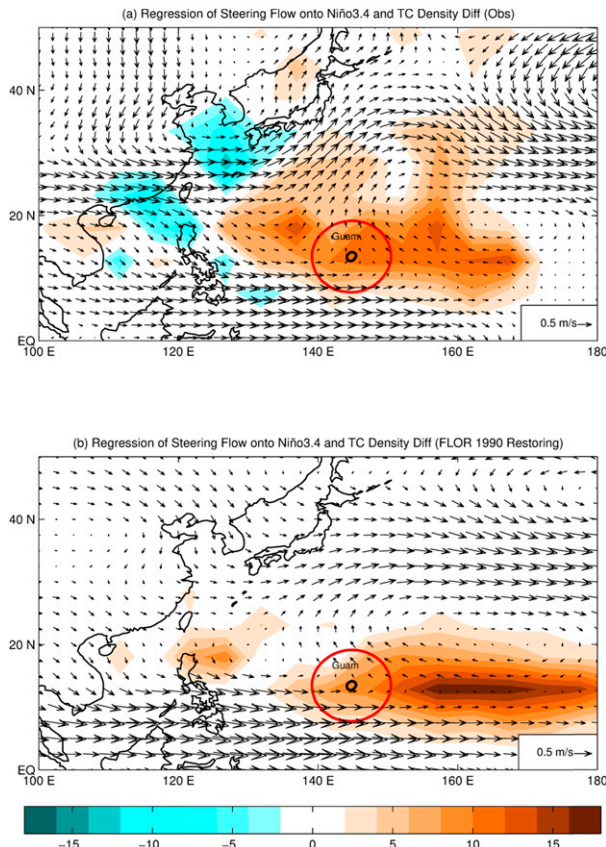 (a) Regression of Steering Flow onto Niño3.4 and TC Density Diff (Obs)
40 N
20 N
Guam
0.5 m/s
EQ
100 E 120 E 140 E 160 E 180
(b) Regression of Steering Flow onto Niño3.4 and TC Density Diff (FLOR 1990 Restoring)
40 N
20 N
Guam
0.5 m/s
EQ
100 E 120 E 140 E 160 E 180
−15 −10 −5 0 5 10 15